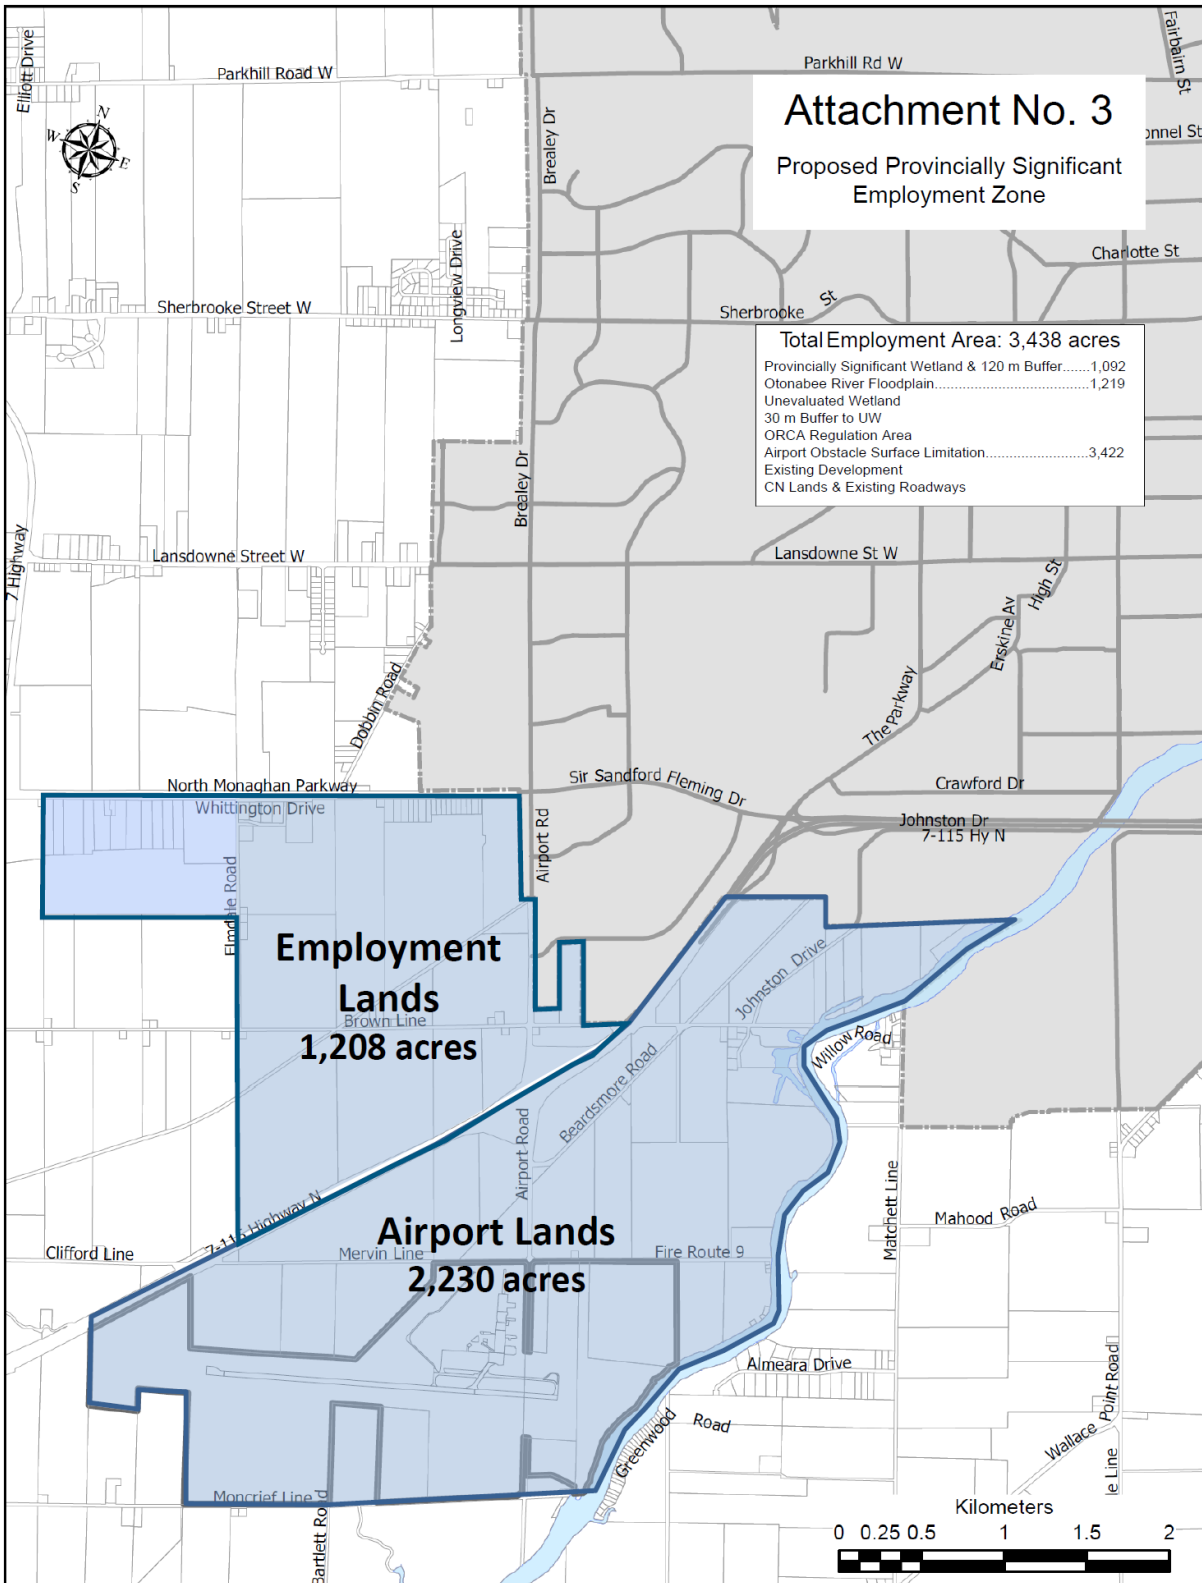 Elliott Drive
Parkhill Road W
Parkhill Rd W
Fairbairn St
N
W
E
S
Brealey Dr
Attachment No. 3
Proposed Provincially Significant
Employment Zone
onnel St
Longview Drive
Charlotte St
Sherbrooke Street W
Sherbrooke St
Total Employment Area: 3,438 acres
Provincially Significant Wetland & 120 m Buffer.......1,092
Otonabee River Floodplain....................................1,219
Unevaluated Wetland
30 m Buffer to UW
ORCA Regulation Area
Airport Obstacle Surface Limitation........................3,422
Existing Development
CN Lands & Existing Roadways
Brealey Dr
7 Highway
Lansdowne Street W
Lansdowne St W
High St
Erskine Av
Dobbin Road
The Parkway
North Monaghan Parkway
Sir Sandford Fleming Dr
Crawford Dr
Whittington Drive
Johnston Dr
7-115 Hy N
Airport Rd
Elmdale Road
Employment
Lands
1,208 acres
Brown Line
Johnston Drive
Willow Road
Beardsmore Road
Airport Road
Matchett Line
Mahood Road
7-115 Highway N
Clifford Line
Airport Lands
2,230 acres
Mervin Line
Fire Route 9
Almeara Drive
Wallace Point Road
Greenwood Road
le Line
Moncrief Line
Bartlett Road
Kilometers
0 0.25 0.5 1 1.5 2